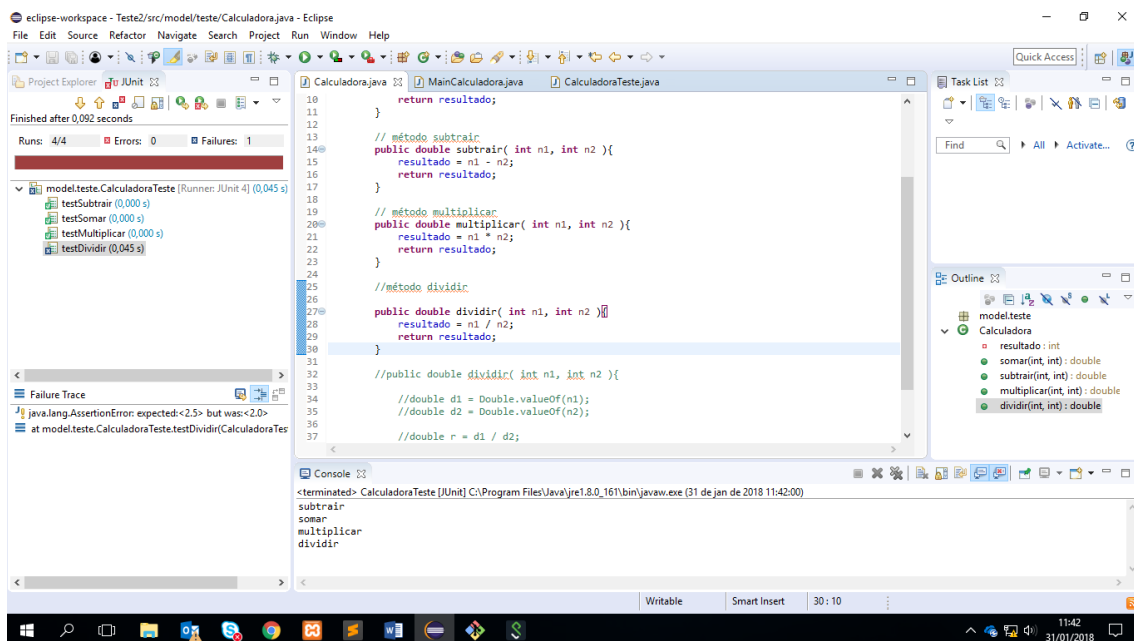 eclipse-workspace - Teste2/src/model/teste/Calculadora.java - Eclipse
File Edit Source Refactor Navigate Search Project Run Window Help
Quick Access
Project Explorer JUnit
Finished after 0,092 seconds
Runs: 4/4 Errors: 0 Failures: 1
model.teste.CalculadoraTeste [Runner: JUnit 4] (0,045 s)
testSubtrair (0,000 s)
testSomar (0,000 s)
testMultiplicar (0,000 s)
testDividir (0,045 s)
Failure Trace
java.lang.AssertionError: expected:<2.5> but was:<2.0>
at model.teste.CalculadoraTeste.testDividir(CalculadoraTes
Calculadora.java MainCalculadora.java CalculadoraTeste.java
10 return resultado;
11 }
12
13 // método subtrair
14 public double subtrair( int n1, int n2 ){
15 resultado = n1 - n2;
16 return resultado;
17 }
18
19 // método multiplicar
20 public double multiplicar( int n1, int n2 ){
21 resultado = n1 * n2;
22 return resultado;
23 }
24
25 //método dividir
26
27 public double dividir( int n1, int n2 ){
28 resultado = n1 / n2;
29 return resultado;
30 }
31
32 //public double dividir( int n1, int n2 ){
33
34 //double d1 = Double.valueOf(n1);
35 //double d2 = Double.valueOf(n2);
36
37 //double r = d1 / d2;
Task List
Find All Activate...
Outline
model.teste
Calculadora
resultado : int
somar(int, int) : double
subtrair(int, int) : double
multiplicar(int, int) : double
dividir(int, int) : double
Console
<terminated> CalculadoraTeste [JUnit] C:\Program Files\Java\jre1.8.0_161\bin\javaw.exe (31 de jan de 2018 11:42:00)
subtrair
somar
multiplicar
dividir
Writable Smart Insert 30 : 10
11:42
31/01/2018